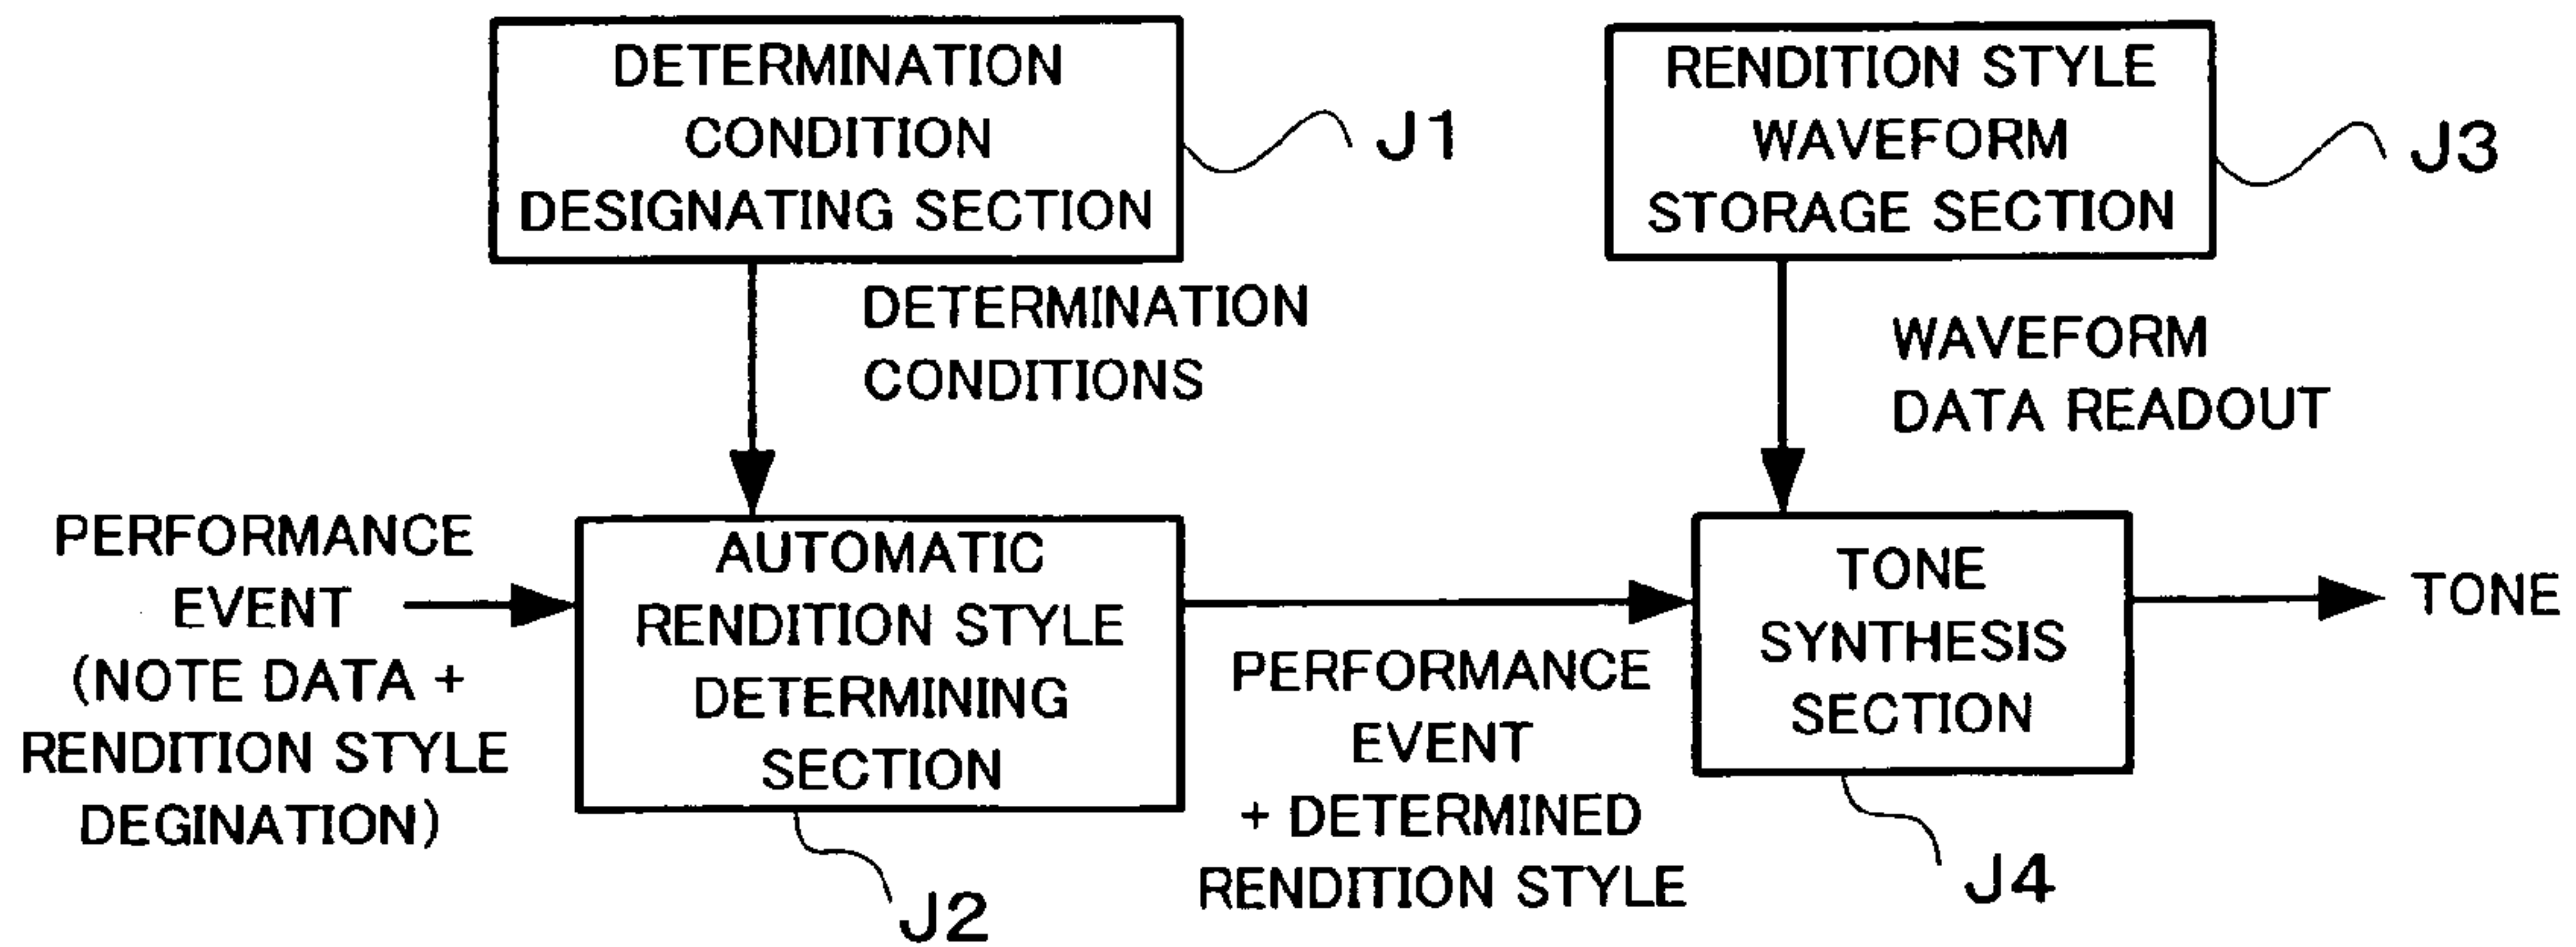 DETERMINATION
CONDITION
DESIGNATING SECTION
J1
RENDITION STYLE
WAVEFORM
STORAGE SECTION
J3
DETERMINATION
CONDITIONS
WAVEFORM
DATA READOUT
PERFORMANCE
EVENT
(NOTE DATA +
RENDITION STYLE
DEGINATION)
AUTOMATIC
RENDITION STYLE
DETERMINING
SECTION
J2
PERFORMANCE
EVENT
+ DETERMINED
RENDITION STYLE
TONE
SYNTHESIS
SECTION
J4
TONE